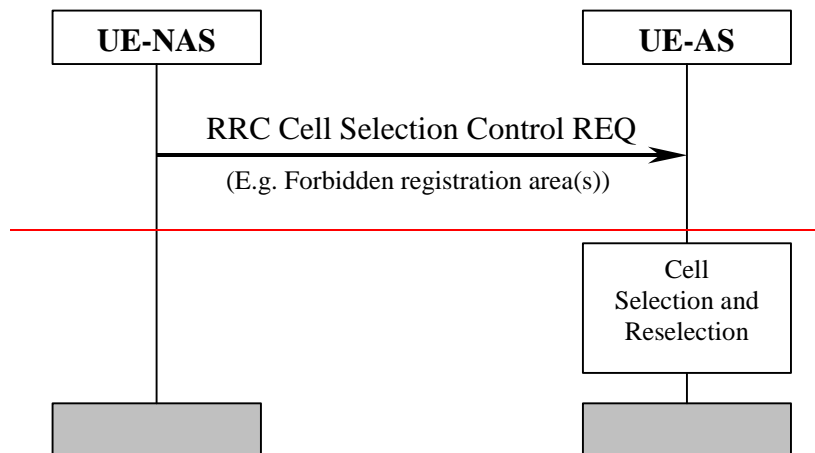 UE-NAS
UE-AS
RRC Cell Selection Control REQ
(E.g. Forbidden registration area(s))
Cell
Selection and
Reselection